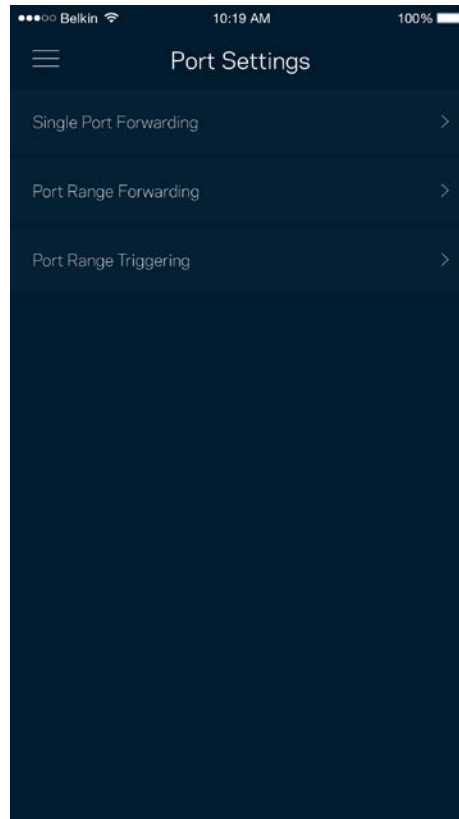 Belkin 10:19 AM 100%
Port Settings
Single Port Forwarding
Port Range Forwarding
Port Range Triggering